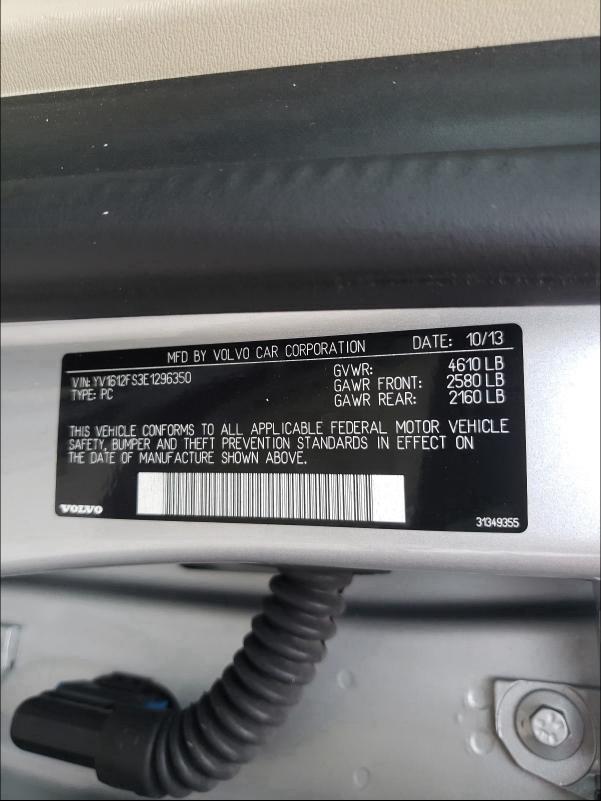 MFD BY VOLVO CAR CORPORATION DATE: 10/13
VIN: YV1612FS3E1296350
TYPE: PC
GVWR: 4610 LB
GAWR FRONT: 2580 LB
GAWR REAR: 2160 LB
THIS VEHICLE CONFORMS TO ALL APPLICABLE FEDERAL MOTOR VEHICLE
SAFETY, BUMPER AND THEFT PREVENTION STANDARDS IN EFFECT ON
THE DATE OF MANUFACTURE SHOWN ABOVE.
VOLVO
31349355